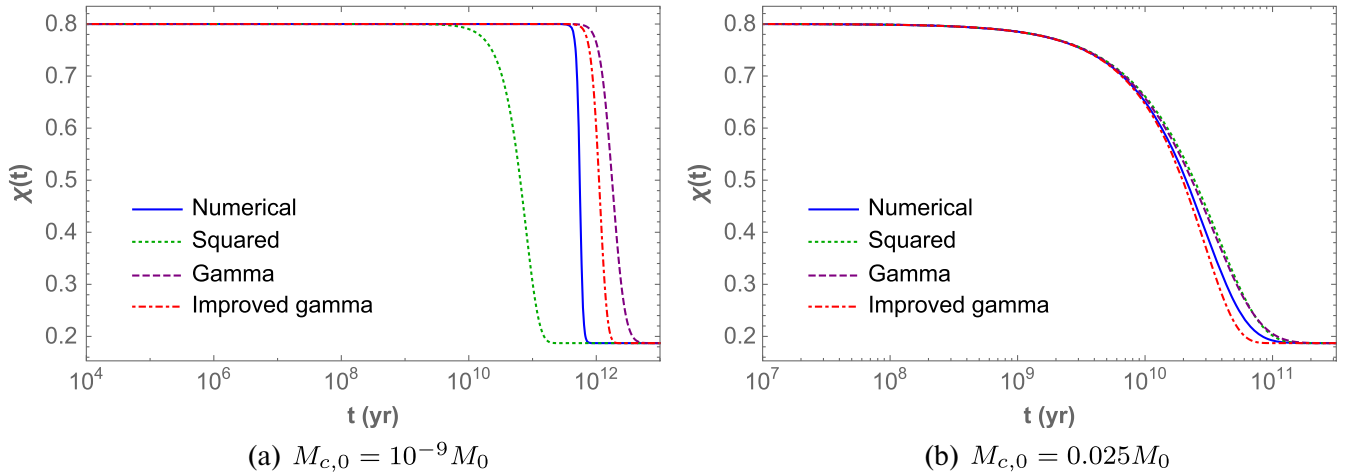 0.8
0.7
0.6
0.5
0.4
0.3
0.2
χ(t)
Numerical
Squared
Gamma
Improved gamma
10^4
10^6
10^8
10^10
10^12
t (yr)
(a) M_{c,0} = 10^{-9}M_0
0.8
0.7
0.6
0.5
0.4
0.3
0.2
χ(t)
Numerical
Squared
Gamma
Improved gamma
10^7
10^8
10^9
10^10
10^11
t (yr)
(b) M_{c,0} = 0.025M_0